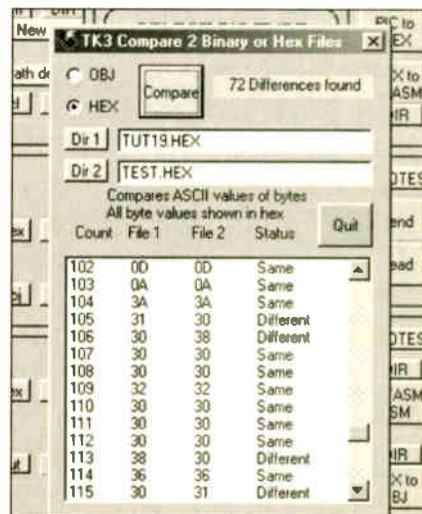 New
TK3 Compare 2 Binary or Hex Files
OBJ
HEX
Compare
72 Differences found
Dir 1 TUT19.HEX
Dir 2 TEST.HEX
Compares ASCII values of bytes
All byte values shown in hex
Quit
Count File 1 File 2 Status
102 0D 0D Same
103 0A 0A Same
104 3A 3A Same
105 31 30 Different
106 30 38 Different
107 30 30 Same
108 30 30 Same
109 32 32 Same
110 30 30 Same
111 30 30 Same
112 30 30 Same
113 38 30 Different
114 36 36 Same
115 30 31 Different
PIC to
EX
X to
ASM
DIR
X to
BJ